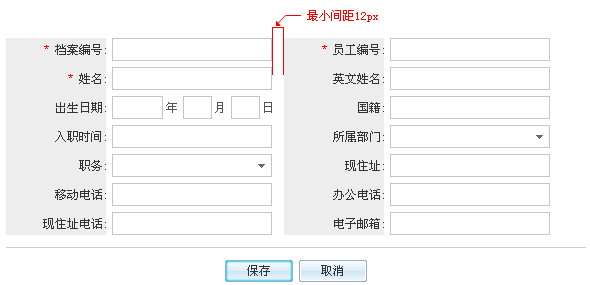 最小间距12px
* 档案编号: * 员工编号:
* 姓名: 英文姓名:
出生日期: 年 月 日 国籍:
入职时间: 所属部门:
职务: 现住址:
移动电话: 办公电话:
现住址电话: 电子邮箱:
保存 取消